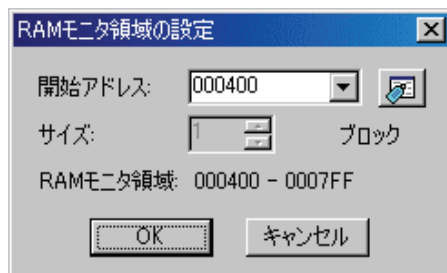 RAMモニタ領域の設定
開始アドレス: 000400
サイズ: 1 ブロック
RAMモニタ領域: 000400 - 0007FF
OK キャンセル